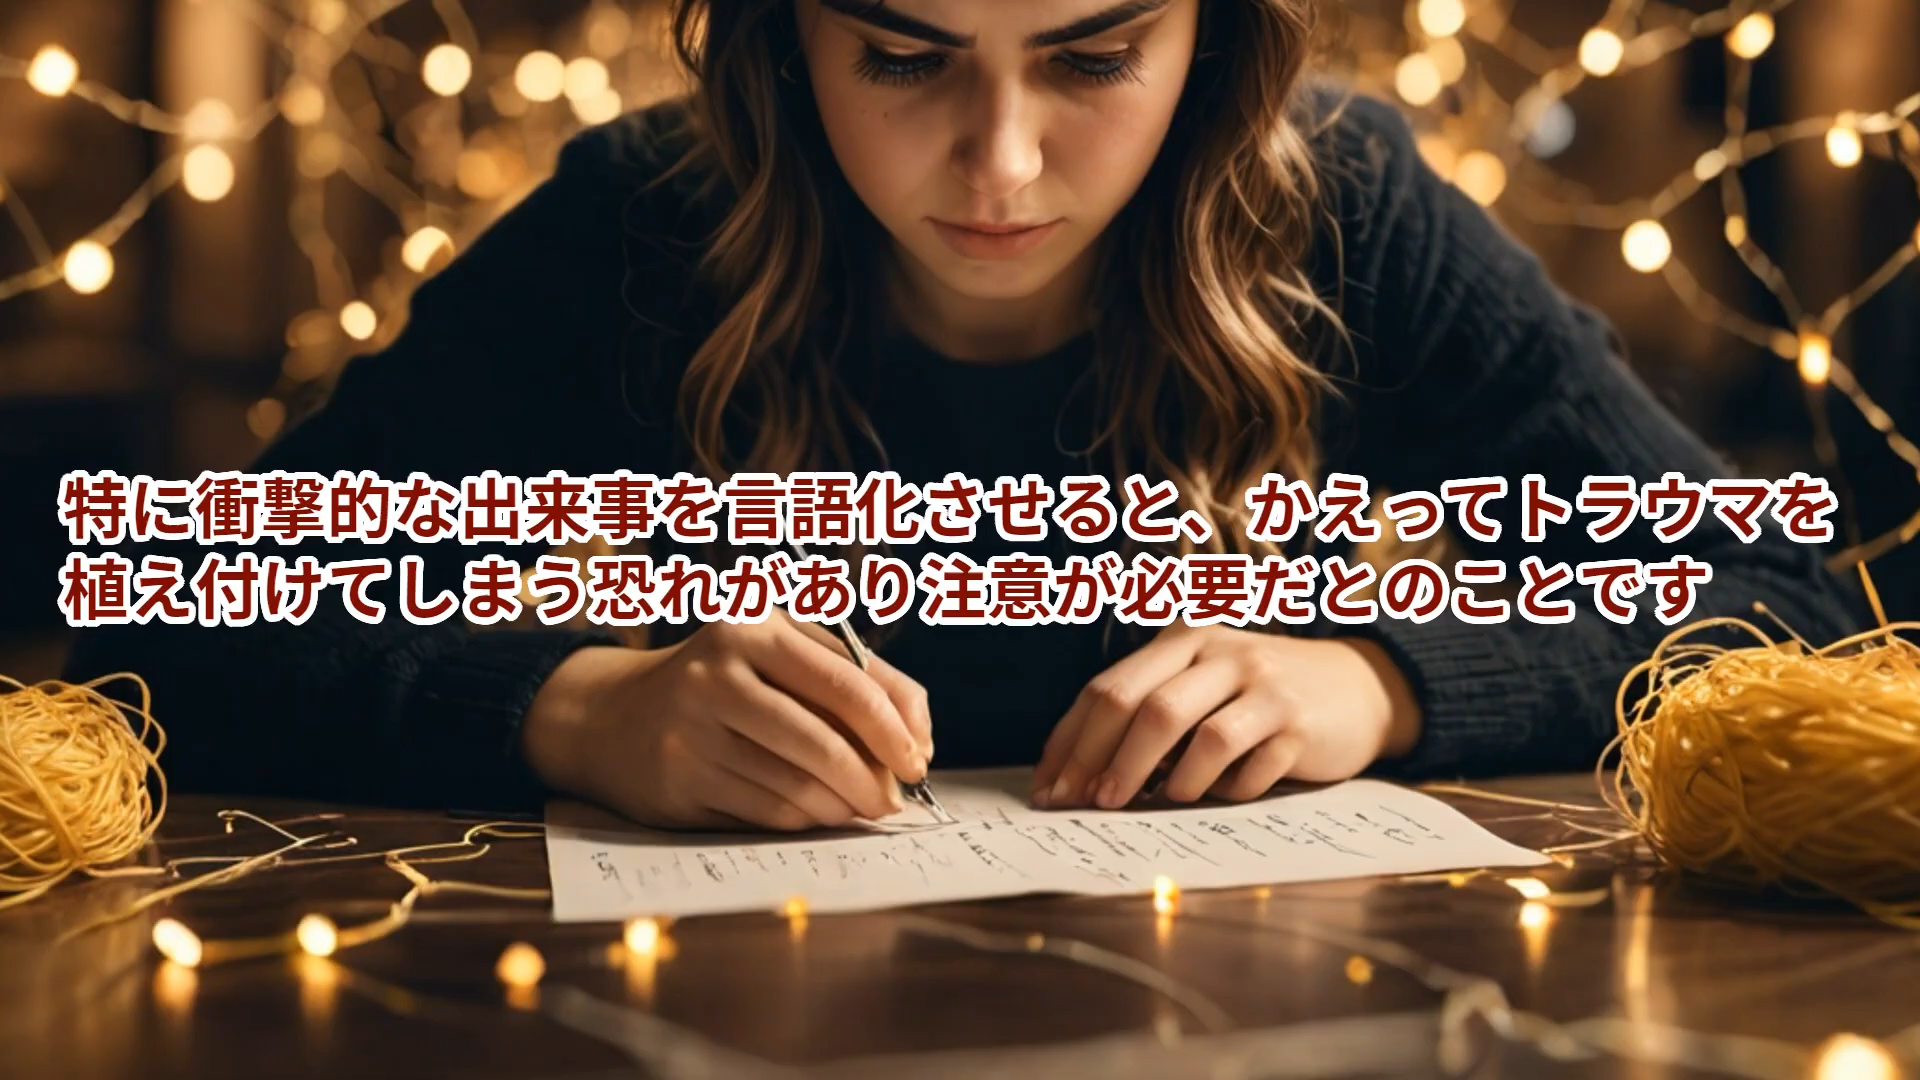 特に衝撃的な出来事を言語化させると、かえってトラウマを
植え付けてしまう恐れがあり注意が必要だとのことです